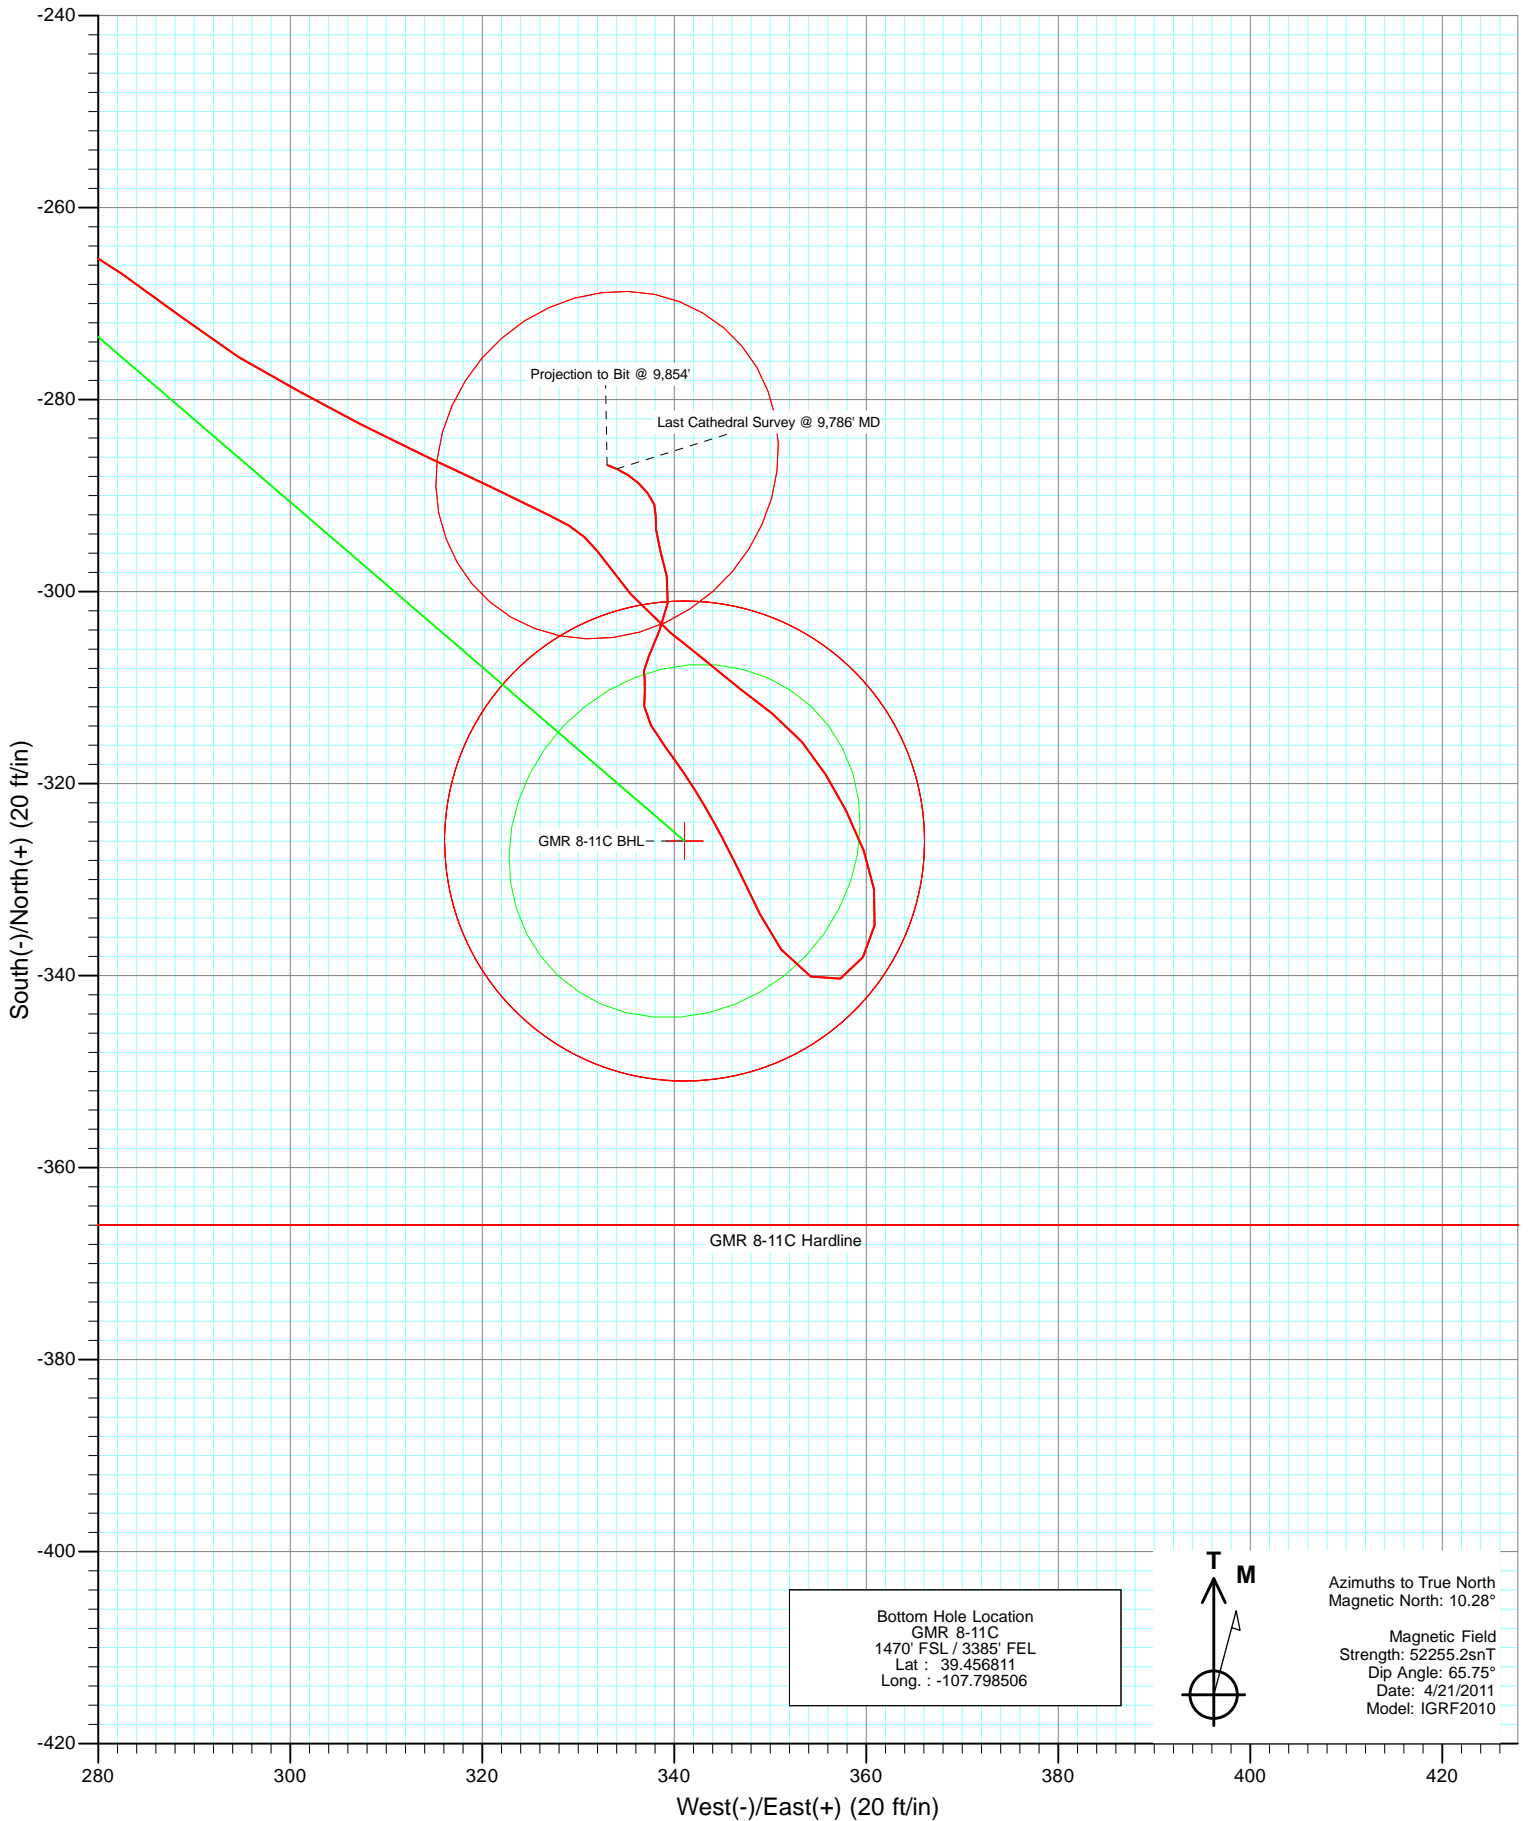 -240
-260
-280
-300
-320
-340
-360
-380
-400
-420
South(-)/North(+) (20 ft/in)
Projection to Bit @ 9,854'
Last Cathedral Survey @ 9,786' MD
GMR 8-11C BHL
GMR 8-11C Hardline
Bottom Hole Location
GMR 8-11C
1470' FSL / 3385' FEL
Lat : 39.456811
Long. : -107.798506
T
M
Azimuths to True North
Magnetic North: 10.28°
Magnetic Field
Strength: 52255.2snT
Dip Angle: 65.75°
Date: 4/21/2011
Model: IGRF2010
280
300
320
340
360
380
400
420
West(-)/East(+) (20 ft/in)